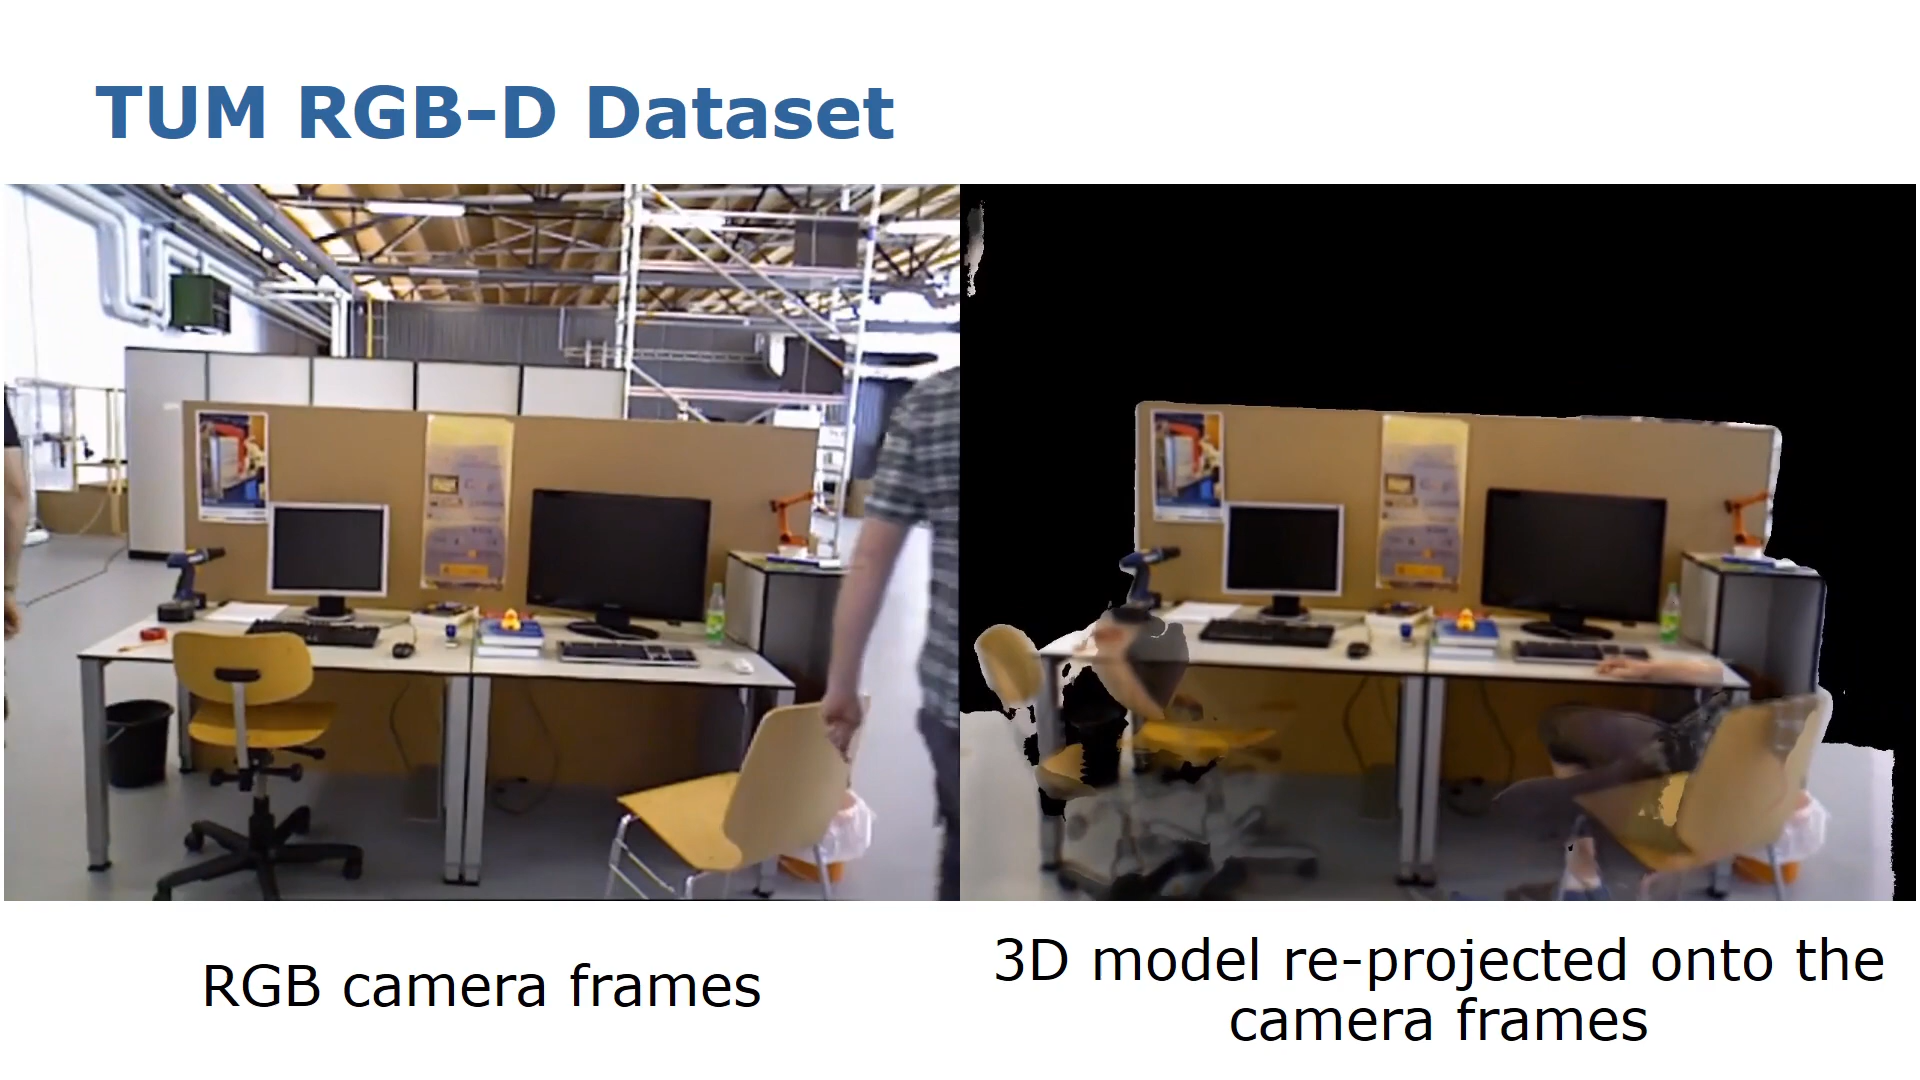 TUM RGB-D Dataset
RGB camera frames
3D model re-projected onto the
camera frames